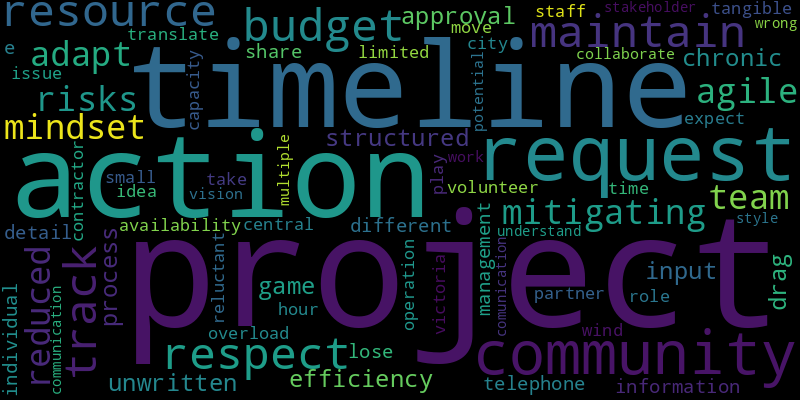 resource
budget
approval
staff
stakeholder
tangible
move
wrong
translate
maintain
e
adapt
share
limited
city
collaborate
chronic
issue
capacity
timeline
potential
risks
agile
mindset
structured
expect
action
request
contractor
multiple
small
take
play
work
idea
vision
volunteer
time
team
mitigating
availability
central
different
management
understand
style
detail
process
reduced
track
project
reluctant
operation
victoria
comunication
input
drag
game
partner
role
hour
individual
communication
overload
wind
respect
lose
community
unwritten
efficiency
telephone
information